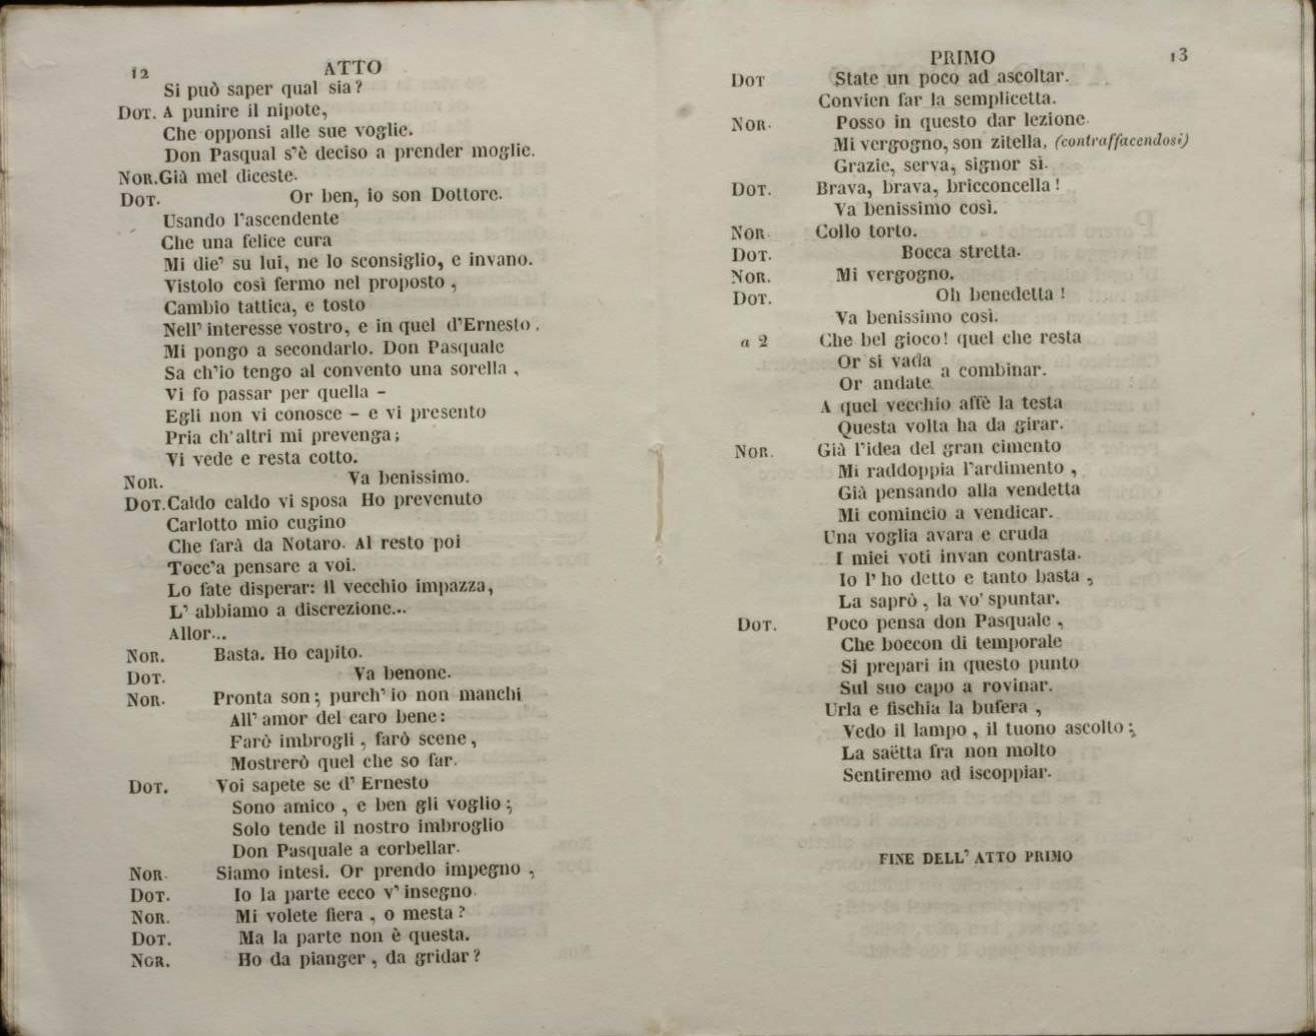 12 ATTO
Si può saper qual sia?
Dot. A punire il nipote,
Che opponsi alle sue voglie.
Don Pasqual s'è deciso a prender moglie.
Nor. Già mel diceste.
Dot. Or ben, io son Dottore.
Usando l'ascendente
Che una felice cura
Mi die' su lui, ne lo sconsiglio, e invano.
Vistolo così fermo nel proposto,
Cambio tattica, e tosto
Nell' interesse vostro, e in quel d'Ernesto.
Mi pongo a secondarlo. Don Pasquale
Sa ch'io tengo al convento una sorella,
Vi fo passar per quella -
Egli non vi conosce - e vi presento
Pria ch'altri mi prevenga;
Vi vede e resta cotto.
Nor. Va benissimo.
Dot. Caldo caldo vi sposa Ho prevenuto
Carlotto mio cugino
Che farà da Notaro. Al resto poi
Tocc'a pensare a voi.
Lo fate disperar: il vecchio impazza,
L' abbiamo a discrezione...
Allor...
Nor. Basta. Ho capito.
Dot. Va benone.
Nor. Pronta son; purch' io non manchi
All' amor del caro bene:
Farò imbrogli, farò scene,
Mostrerò quel che so far.
Dot. Voi sapete se d' Ernesto
Sono amico, e ben gli voglio;
Solo tende il nostro imbroglio
Don Pasquale a corbellar.
Nor. Siamo intesi. Or prendo impegno,
Dot. Io la parte ecco v' insegno.
Nor. Mi volete fiera, o mesta?
Dot. Ma la parte non è questa.
Nor. Ho da pianger, da gridar?
PRIMO 13
Dot State un poco ad ascoltar.
Convien far la semplicetta.
Nor. Posso in questo dar lezione.
Mi vergogno, son zitella, (contraffacendosi)
Grazie, serva, signor sì.
Dot. Brava, brava, bricconcella!
Va benissimo così.
Nor. Collo torto.
Dot. Bocca stretta.
Nor. Mi vergogno.
Dot. Oh benedetta!
Va benissimo così.
a 2 Che bel gioco! quel che resta
Or si vada
a combinar.
Or andate
A quel vecchio affè la testa
Questa volta ha da girar.
Nor. Già l'idea del gran cimento
Mi raddoppia l'ardimento,
Già pensando alla vendetta
Mi comincio a vendicar.
Una voglia avara e cruda
I miei voti invan contrasta.
Io l' ho detto e tanto basta,
La saprò, la vo' spuntar.
Dot. Poco pensa don Pasquale,
Che boccon di temporale
Si prepari in questo punto
Sul suo capo a rovinar.
Urla e fischia la bufera,
Vedo il lampo, il tuono ascolto;
La saëtta fra non molto
Sentiremo ad iscoppiar.
FINE DELL' ATTO PRIMO